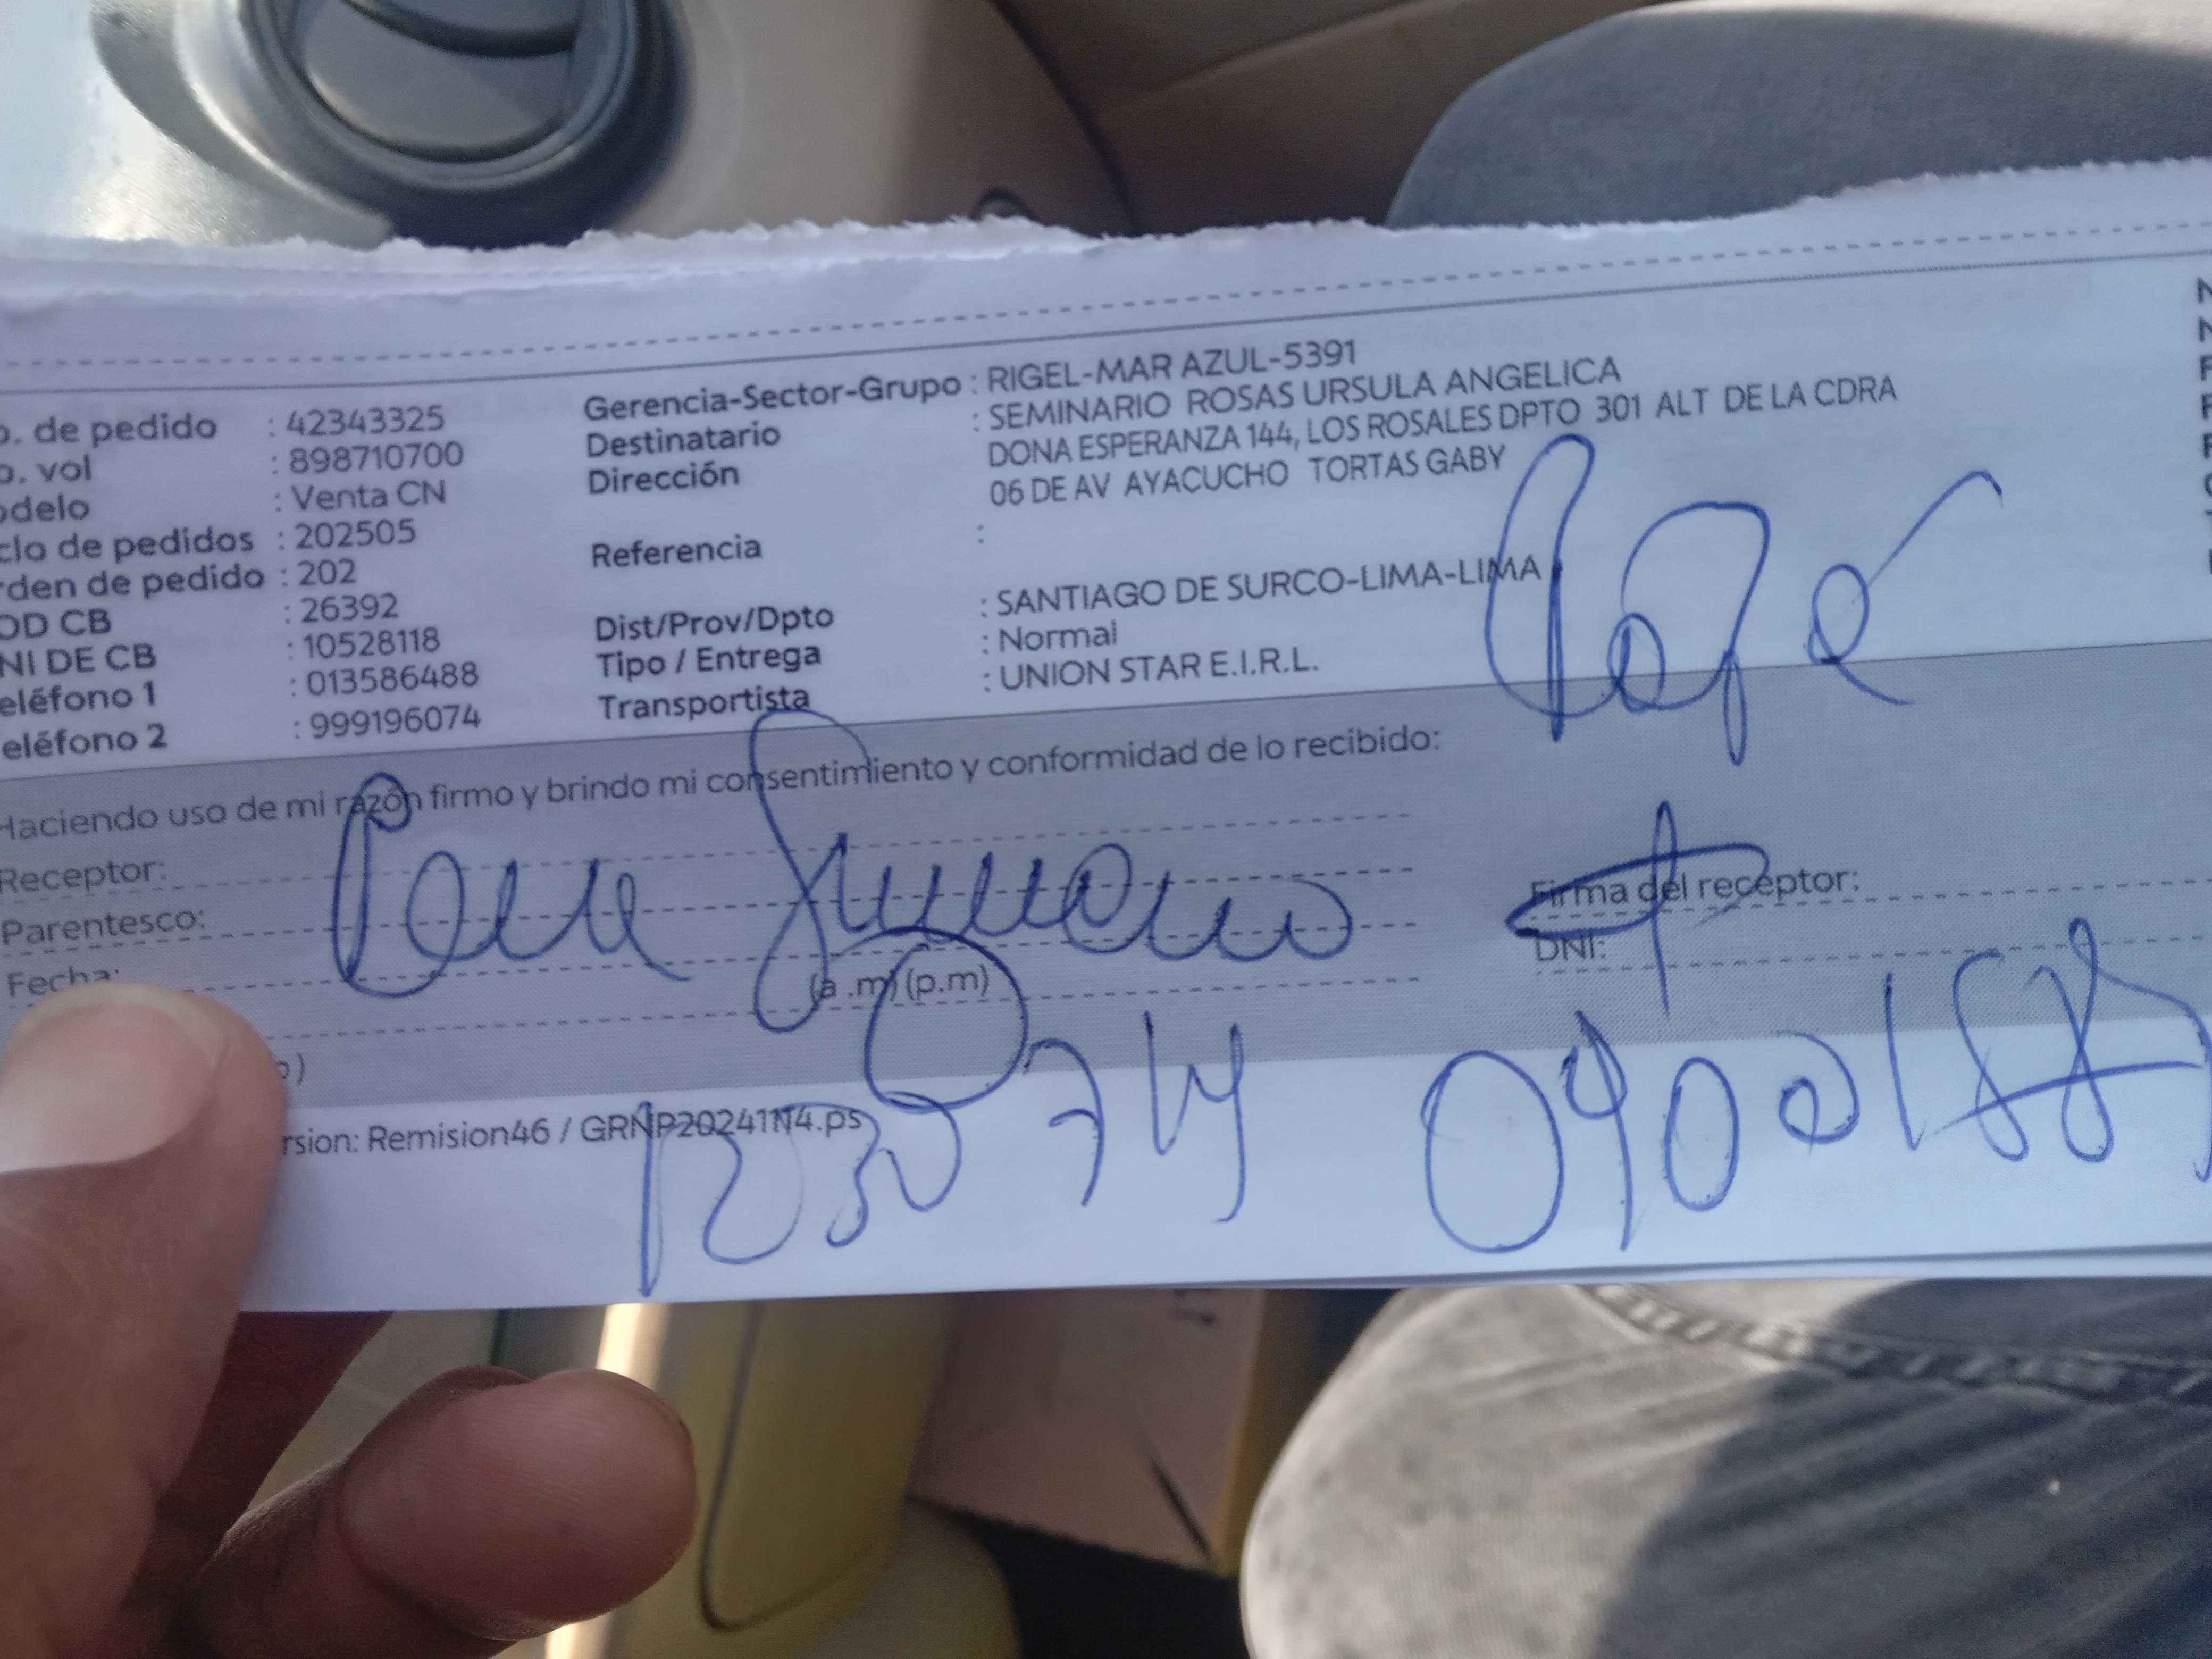 o. de pedido : 42343325
o. vol : 898710700
odelo : Venta CN
clo de pedidos : 202505
rden de pedido : 202
OD CB : 26392
NI DE CB : 10528118
eléfono 1 : 013586488
eléfono 2 : 999196074
Gerencia-Sector-Grupo : RIGEL-MAR AZUL-5391
Destinatario : SEMINARIO ROSAS URSULA ANGELICA
Dirección DONA ESPERANZA 144, LOS ROSALES DPTO 301 ALT DE LA CDRA
06 DE AV AYACUCHO TORTAS GABY
Referencia :
Dist/Prov/Dpto : SANTIAGO DE SURCO-LIMA-LIMA
Tipo / Entrega : Normal
Transportista : UNION STAR E.I.R.L.
Papá
Haciendo uso de mi razón firmo y brindo mi consentimiento y conformidad de lo recibido:
Receptor:
Parentesco:
Fecha:
(a .m) (p.m)
Firma del receptor:
DNI:
o)
rsion: Remision46 / GRNP20241114.ps